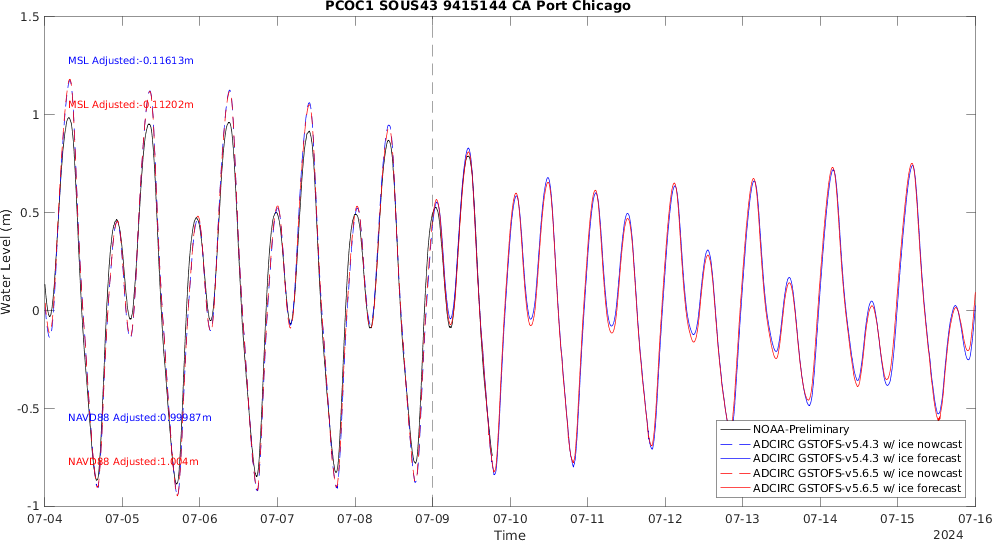 PCOC1 SOUS43 9415144 CA Port Chicago
1.5
MSL Adjusted:-0.11613m
MSL Adjusted:-0.11202m
1
0.5
Water Level (m)
0
-0.5
NAVD88 Adjusted:0.99987m
NAVD88 Adjusted:1.004m
NOAA-Preliminary
ADCIRC GSTOFS-v5.4.3 w/ ice nowcast
ADCIRC GSTOFS-v5.4.3 w/ ice forecast
ADCIRC GSTOFS-v5.6.5 w/ ice nowcast
ADCIRC GSTOFS-v5.6.5 w/ ice forecast
-1
07-04 07-05 07-06 07-07 07-08 07-09 07-10 07-11 07-12 07-13 07-14 07-15 07-16
Time
2024